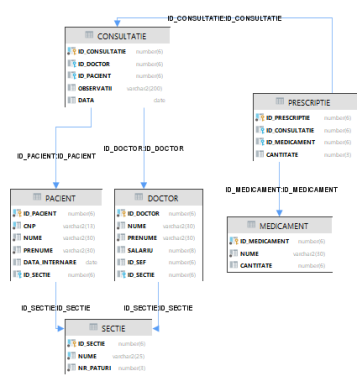 ID_CONSULTATIE:ID_CONSULTATIE
CONSULTATIE
ID_CONSULTATIE number(6)
ID_DOCTOR number(6)
ID_PACIENT number(6)
OBSERVATII varchar2(200)
DATA date
PRESCRIPTIE
ID_PRESCRIPTIE number(6)
ID_CONSULTATIE number(6)
ID_MEDICAMENT number(6)
CANTITATE number(3)
ID_PACIENT:ID_PACIENT
ID_DOCTOR:ID_DOCTOR
ID_MEDICAMENT:ID_MEDICAMENT
PACIENT
ID_PACIENT number(6)
CNP varchar2(13)
NUME varchar2(30)
PRENUME varchar2(30)
DATA_INTERNARE date
ID_SECTIE number(6)
DOCTOR
ID_DOCTOR number(6)
NUME varchar2(30)
PRENUME varchar2(30)
SALARIU number(8)
ID_SEF number(6)
ID_SECTIE number(6)
MEDICAMENT
ID_MEDICAMENT number(6)
NUME varchar2(30)
CANTITATE number(6)
ID_SECTIE:ID_SECTIE
ID_SECTIE:ID_SECTIE
SECTIE
ID_SECTIE number(6)
NUME varchar2(25)
NR_PATURI number(3)